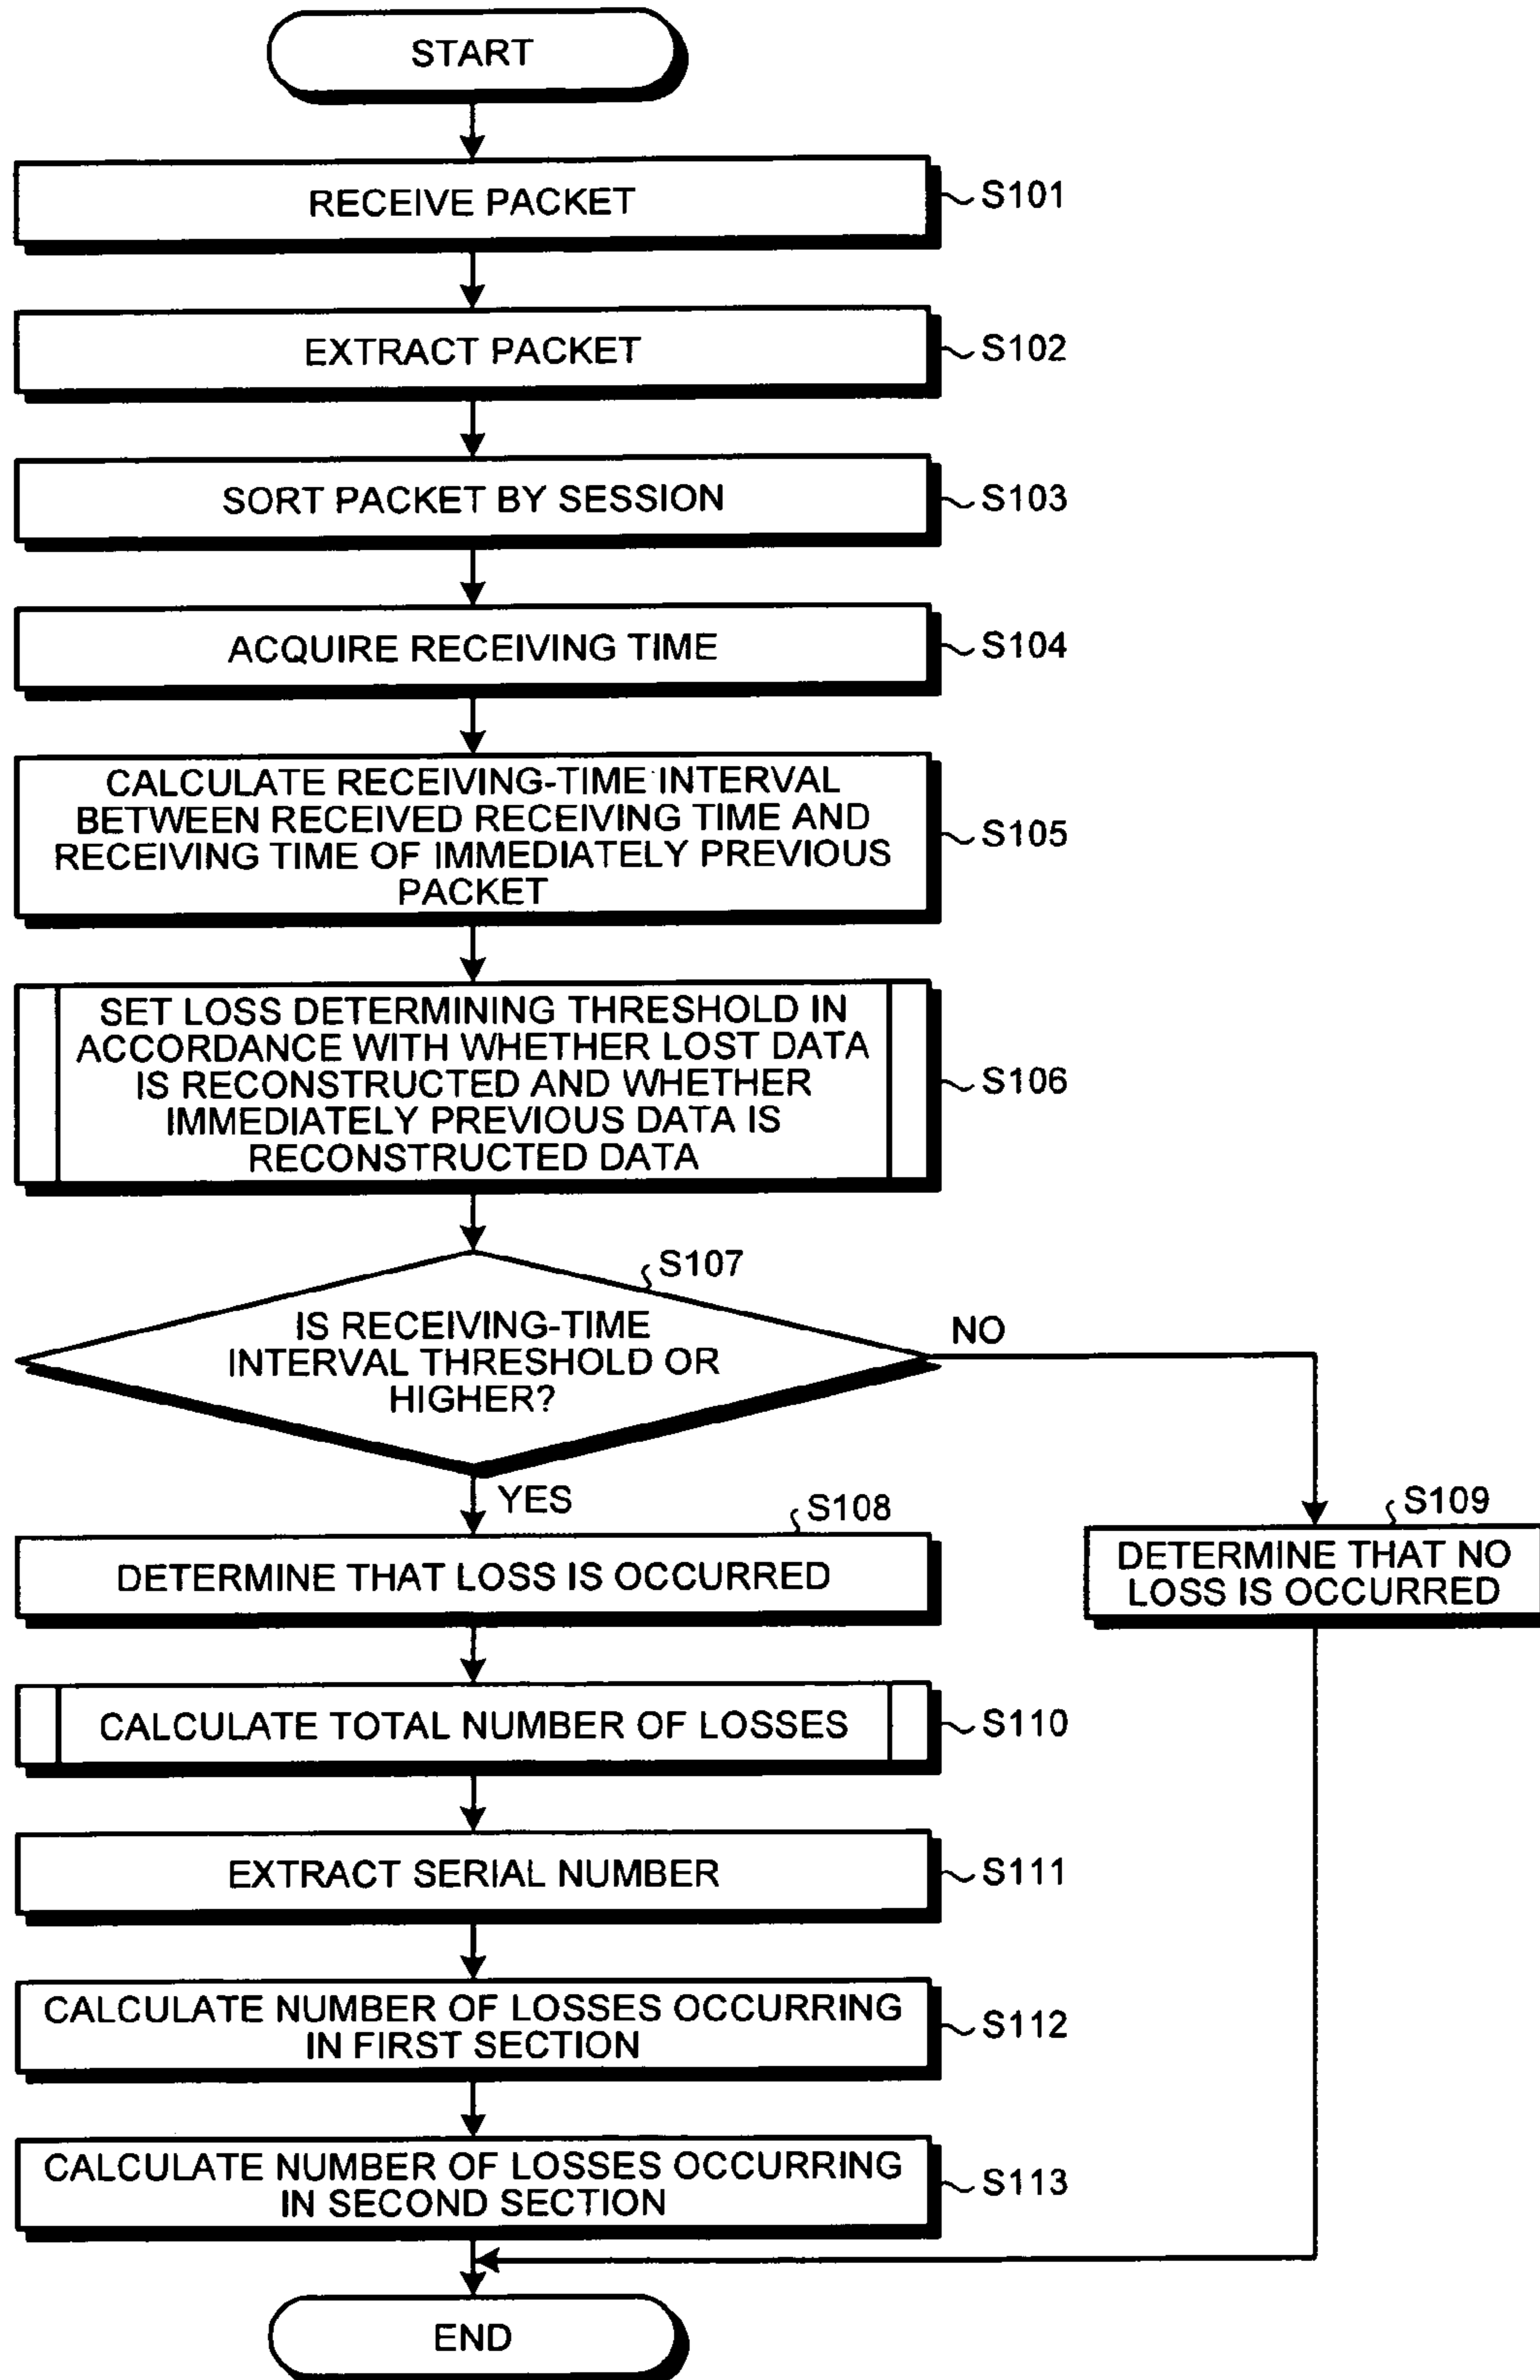 START
RECEIVE PACKET
S101
EXTRACT PACKET
S102
SORT PACKET BY SESSION
S103
ACQUIRE RECEIVING TIME
S104
CALCULATE RECEIVING-TIME INTERVAL
BETWEEN RECEIVED RECEIVING TIME AND
RECEIVING TIME OF IMMEDIATELY PREVIOUS
PACKET
S105
SET LOSS DETERMINING THRESHOLD IN
ACCORDANCE WITH WHETHER LOST DATA
IS RECONSTRUCTED AND WHETHER
IMMEDIATELY PREVIOUS DATA IS
RECONSTRUCTED DATA
S106
S107
IS RECEIVING-TIME
INTERVAL THRESHOLD OR
HIGHER?
NO
YES
S108
DETERMINE THAT LOSS IS OCCURRED
S109
DETERMINE THAT NO
LOSS IS OCCURRED
CALCULATE TOTAL NUMBER OF LOSSES
S110
EXTRACT SERIAL NUMBER
S111
CALCULATE NUMBER OF LOSSES OCCURRING
IN FIRST SECTION
S112
CALCULATE NUMBER OF LOSSES OCCURRING
IN SECOND SECTION
S113
END